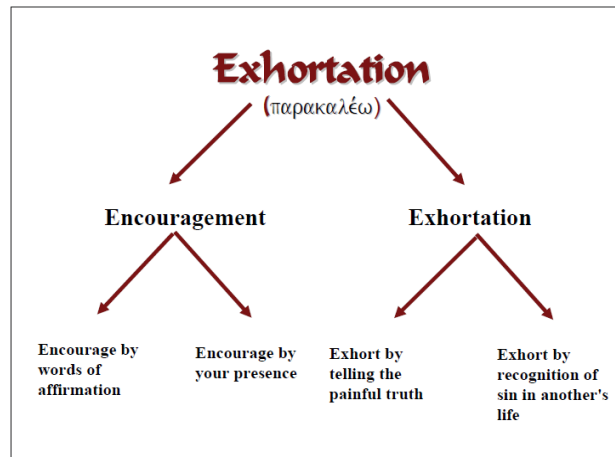 Exhortation
(παρακαλέω)
Encouragement
Exhortation
Encourage by
words of
affirmation
Encourage by
your presence
Exhort by
telling the
painful truth
Exhort by
recognition of
sin in another's
life